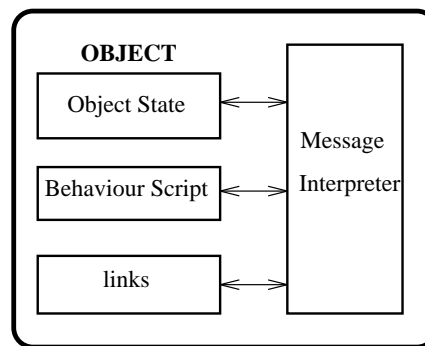 OBJECT
Object State
Behaviour Script
links
Message
Interpreter